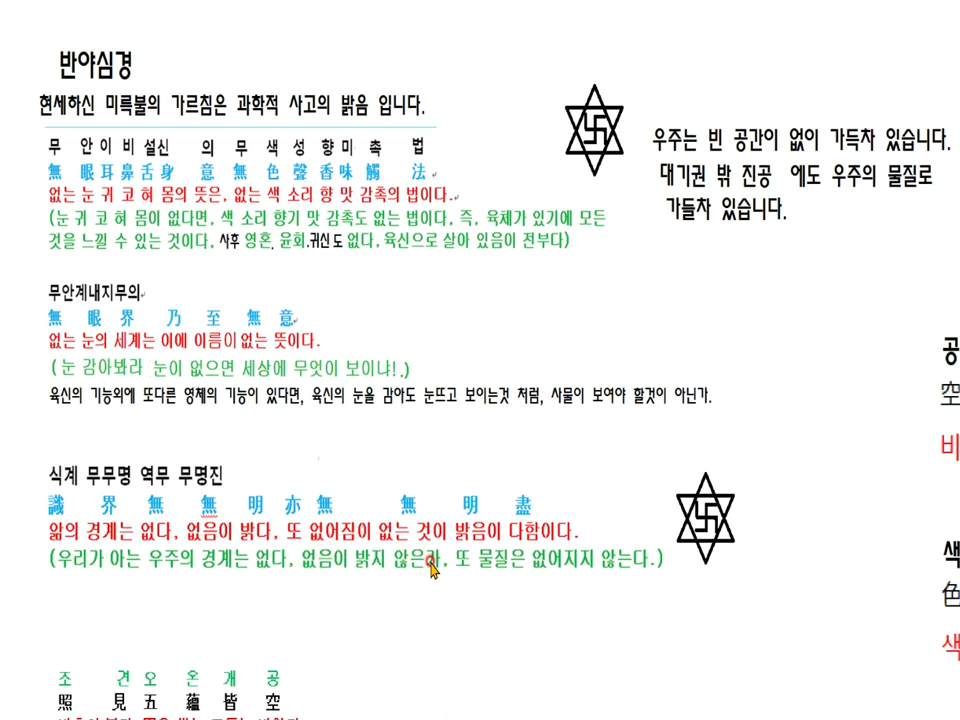 반야심경
현세하신 미륵불의 가르침은 과학적 사고의 밝음 입니다.
무 안이비설신 의 무 색 성 향미 촉 법
無 眼耳鼻舌身 意 無 色 聲 香味 觸 法
없는 눈 귀 코 혀 몸의 뜻은, 없는 색 소리 향 맛 감촉의 법이다.
(눈 귀 코 혀 몸이 없다면, 색 소리 향기 맛 감촉도 없는 법이다, 즉, 육체가 있기에 모든
것을 느낄 수 있는 것이다, 사후 영혼, 윤회.귀신도 없다, 육신으로 살아 있음이 전부다)
우주는 빈 공간이 없이 가득차 있습니다.
대기권 밖 진공 에도 우주의 물질로
가들차 있습니다.
무안계내지무의
無 眼 界 乃 至 無 意
없는 눈의 세계는 이에 이름이 없는 뜻이다.
(눈 감아봐라 눈이 없으면 세상에 무엇이 보이냐!.)
육신의 기능외에 또다른 영체의 기능이 있다면, 육신의 눈을 감아도 눈뜨고 보이는것 처럼, 사물이 보여야 할것이 아닌가.
공
空
비
식계 무무명 역무 무명진
識 界 無 無 明 亦 無 無 明 盡
앎의 경계는 없다, 없음이 밝다, 또 없어짐이 없는 것이 밝음이 다함이다.
(우리가 아는 우주의 경계는 없다, 없음이 밝지 , 또 물질은 없어지지 않는다.)
색
色
색
조 견 오 온 개 공
照 見 五 蘊 皆 空